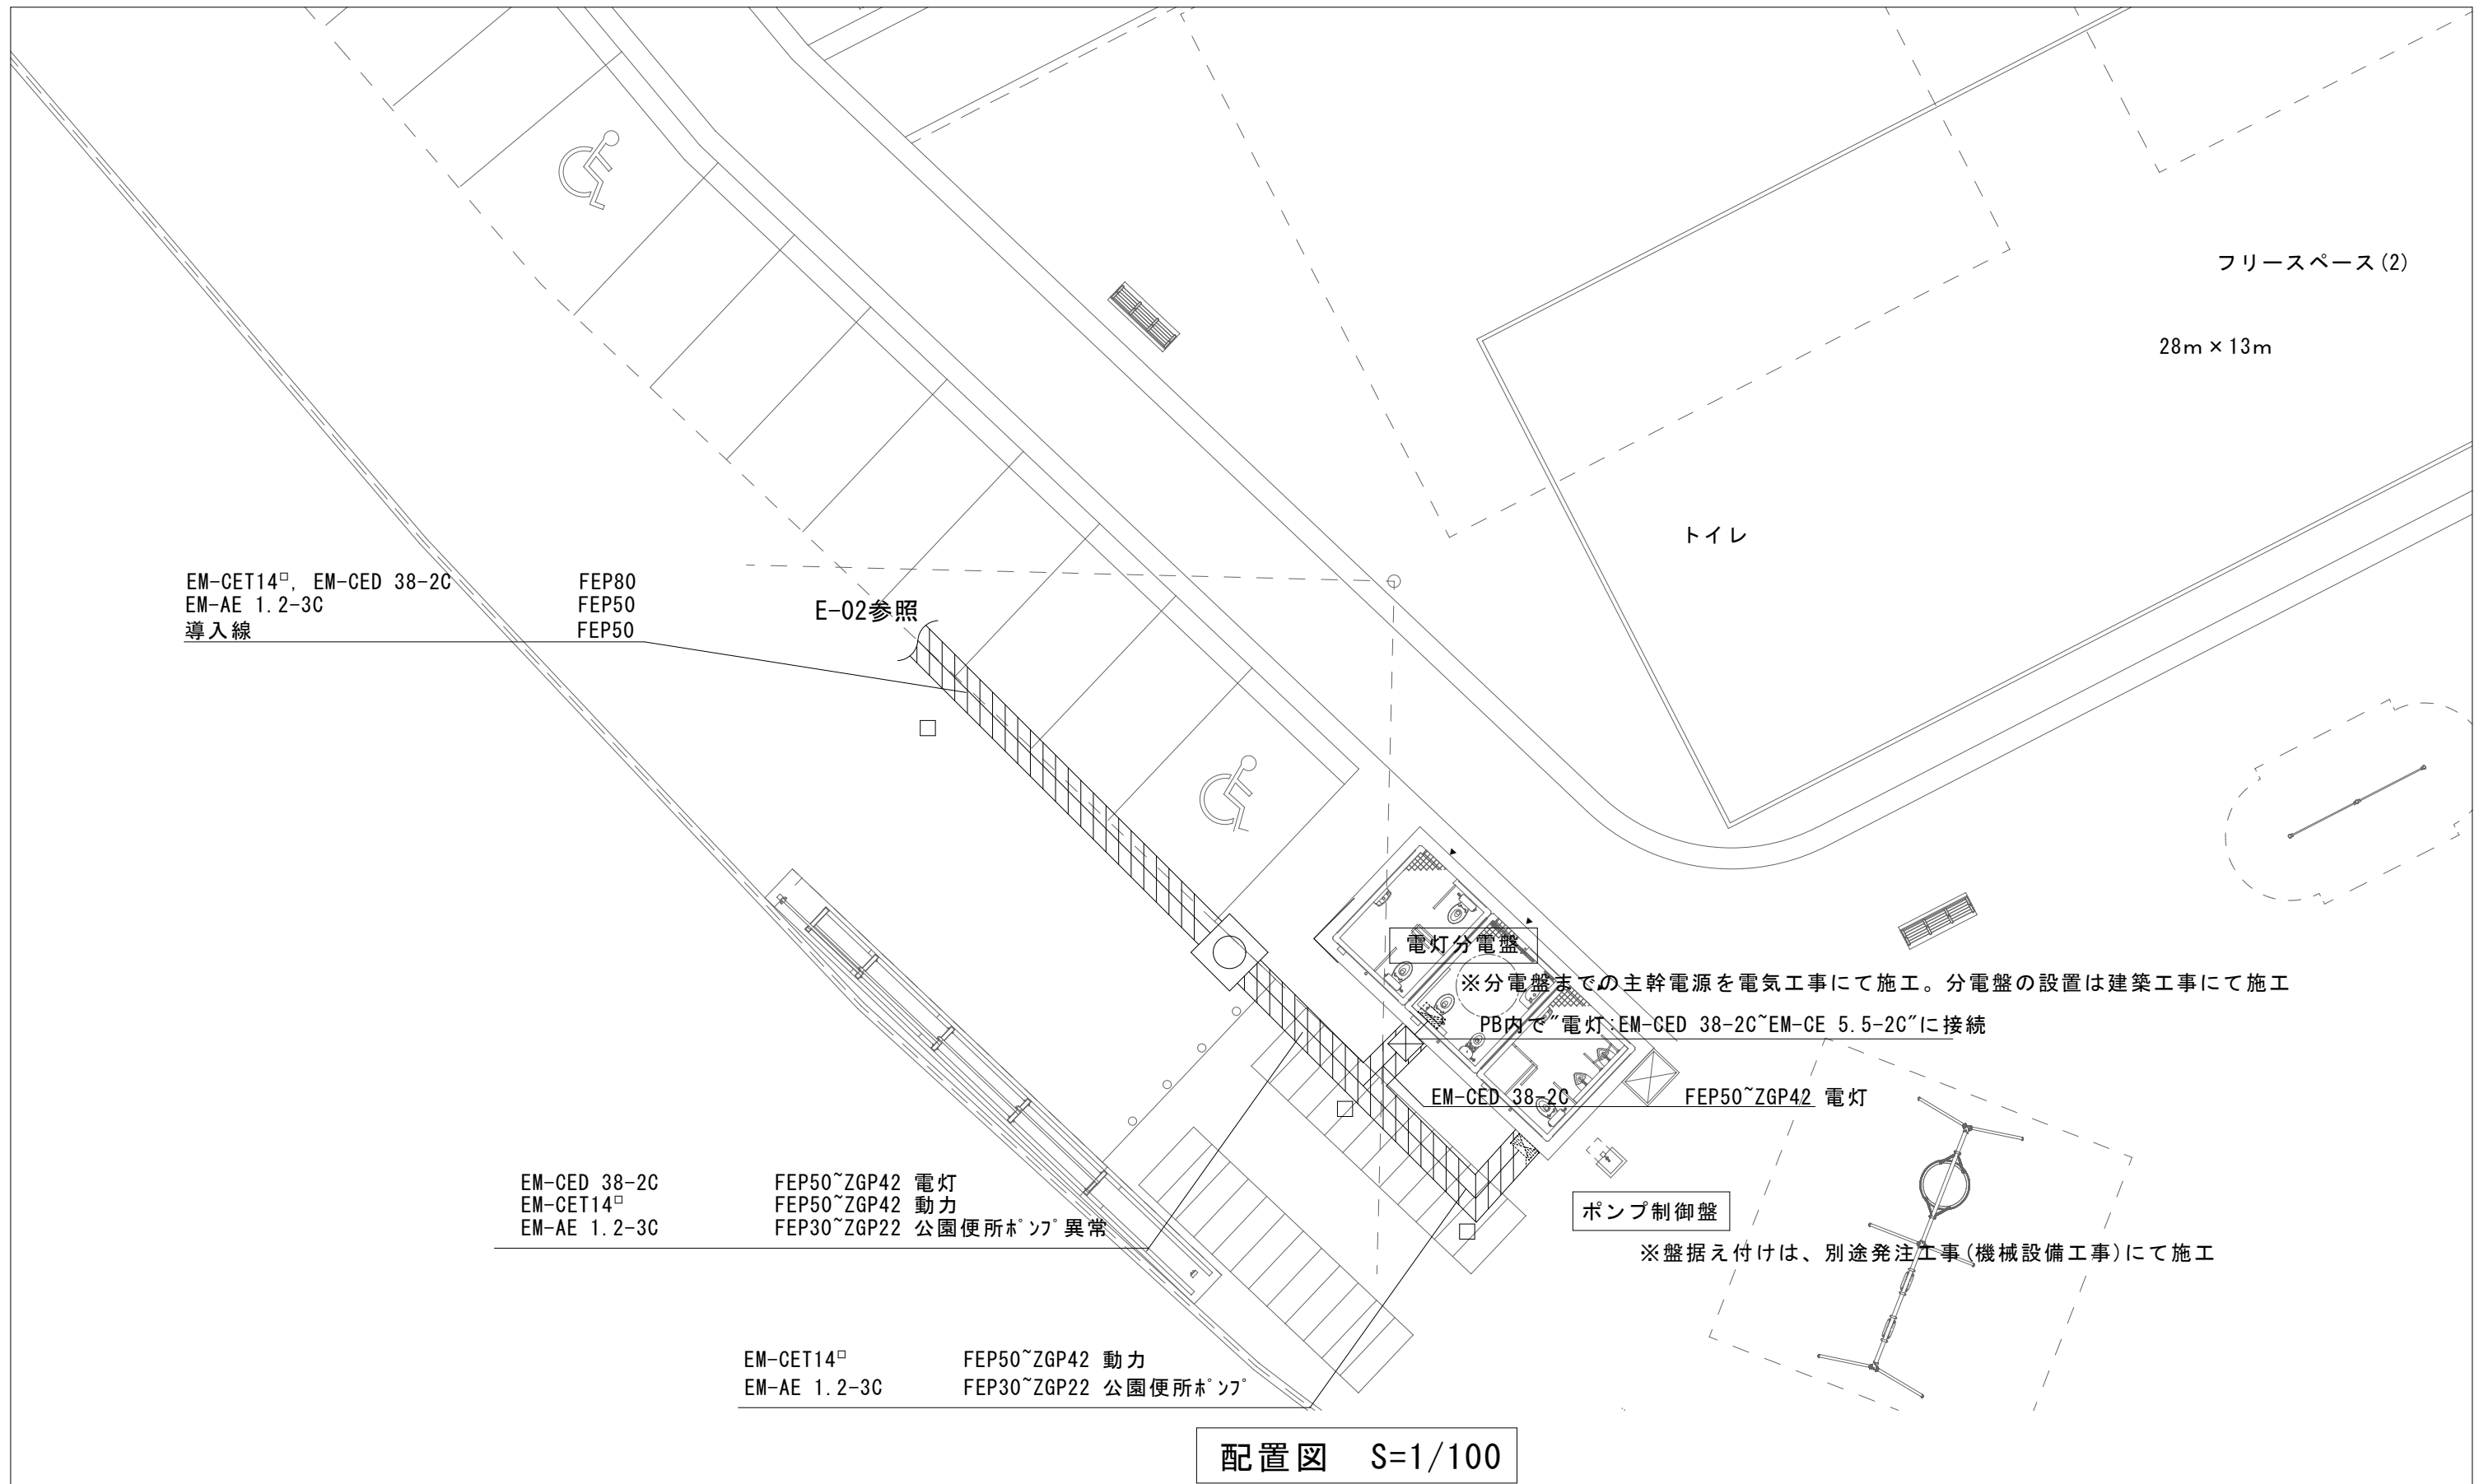 フリースペース(2)
28m×13m
トイレ
EM-CET14□, EM-CED 38-2C FEP80
EM-AE 1.2-3C FEP50
導入線 FEP50
E-02参照
電灯分電盤
※分電盤までの主幹電源を電気工事にて施工。分電盤の設置は建築工事にて施工
PB内で"電灯:EM-CED 38-2C~EM-CE 5.5-2C"に接続
EM-CED 38-2C FEP50~ZGP42 電灯
EM-CED 38-2C FEP50~ZGP42 電灯
EM-CET14□ FEP50~ZGP42 動力
EM-AE 1.2-3C FEP30~ZGP22 公園便所ﾎﾟﾝﾌﾟ異常
ポンプ制御盤
※盤据え付けは、別途発注工事(機械設備工事)にて施工
EM-CET14□ FEP50~ZGP42 動力
EM-AE 1.2-3C FEP30~ZGP22 公園便所ﾎﾟﾝﾌﾟ
配置図 S=1/100